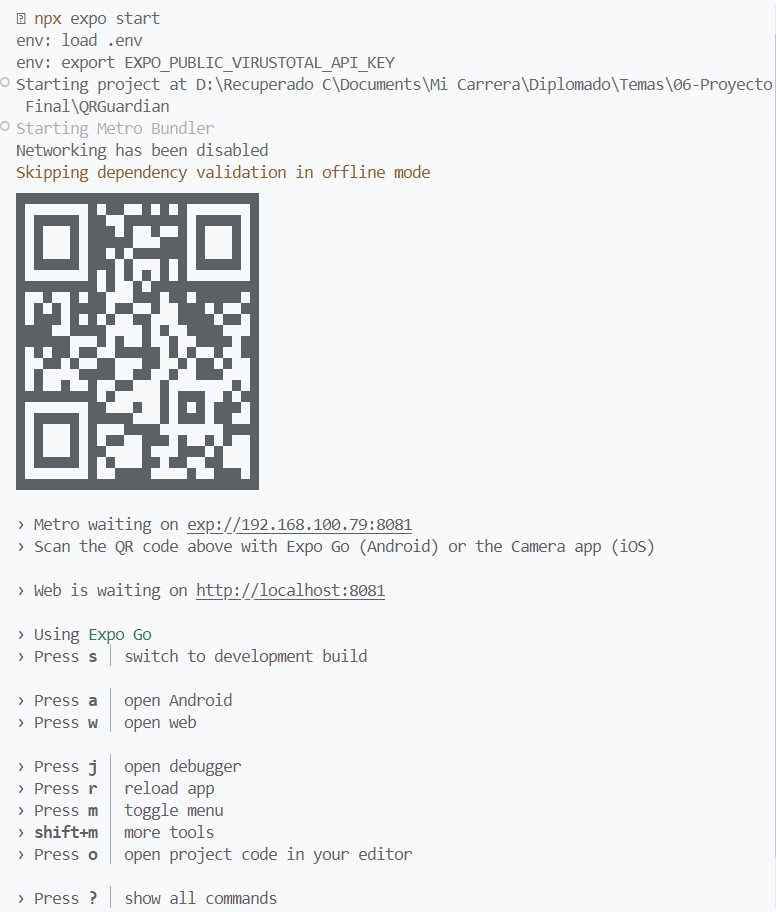 npx expo start
env: load .env
env: export EXPO_PUBLIC_VIRUSTOTAL_API_KEY
Starting project at D:\Recuperado C\Documents\Mi Carrera\Diplomado\Temas\06-Proyecto
Final\QRGuardian
Starting Metro Bundler
Networking has been disabled
Skipping dependency validation in offline mode
› Metro waiting on exp://192.168.100.79:8081
› Scan the QR code above with Expo Go (Android) or the Camera app (iOS)
› Web is waiting on http://localhost:8081
› Using Expo Go
› Press s │ switch to development build
› Press a │ open Android
› Press w │ open web
› Press j │ open debugger
› Press r │ reload app
› Press m │ toggle menu
› shift+m │ more tools
› Press o │ open project code in your editor
› Press ? │ show all commands